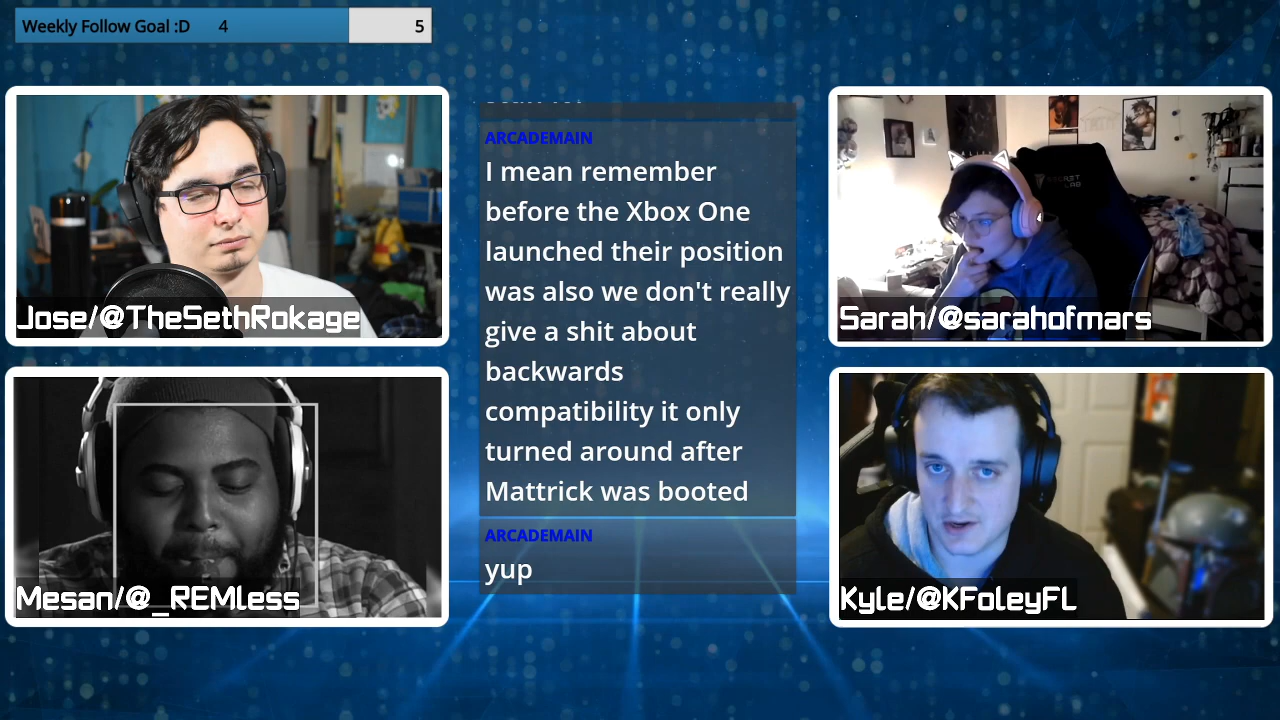 Weekly Follow Goal :D 4 5
ARCADEMAIN
I mean remember
before the Xbox One
launched their position
was also we don't really
give a shit about
backwards
compatibility it only
turned around after
Mattrick was booted
ARCADEMAIN
yup
Jose/@TheSethRokage
Sarah/@sarahofmars
Mesan/@_REMless
Kyle/@KFoleyFL